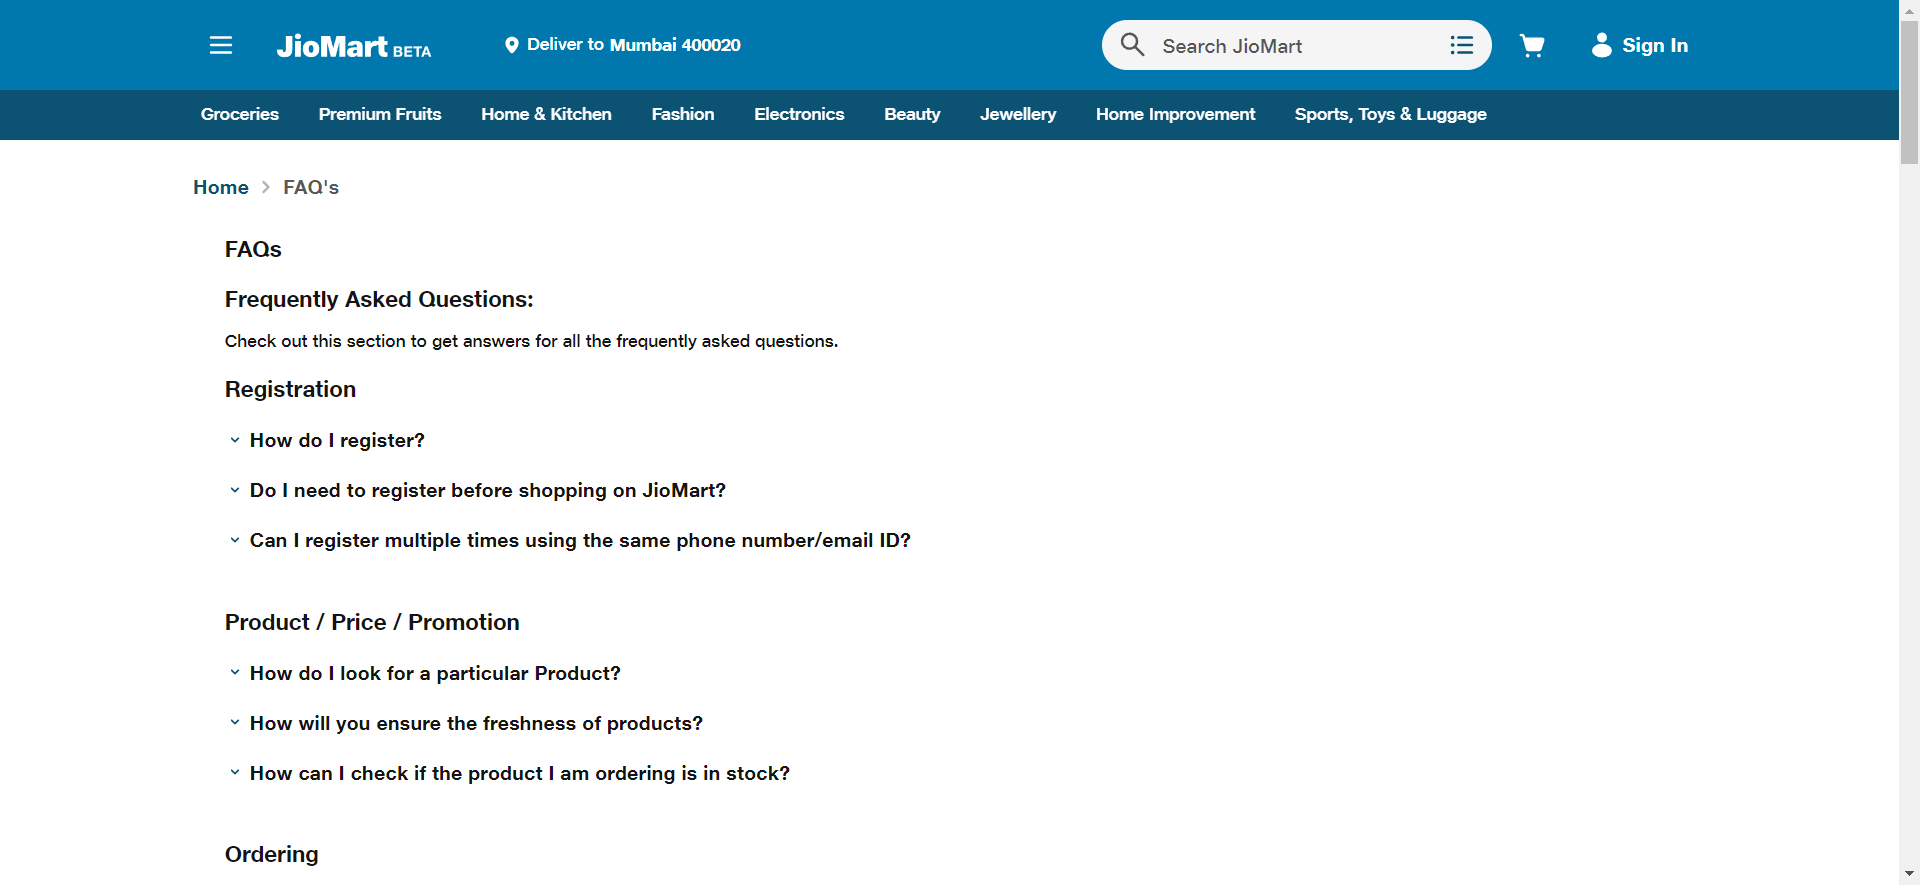 JioMart BETA
Deliver to Mumbai 400020
Search JioMart
Sign In
Groceries Premium Fruits Home & Kitchen Fashion Electronics Beauty Jewellery Home Improvement Sports, Toys & Luggage
Home FAQ's
FAQs
Frequently Asked Questions:
Check out this section to get answers for all the frequently asked questions.
Registration
How do I register?
Do I need to register before shopping on JioMart?
Can I register multiple times using the same phone number/email ID?
Product / Price / Promotion
How do I look for a particular Product?
How will you ensure the freshness of products?
How can I check if the product I am ordering is in stock?
Ordering